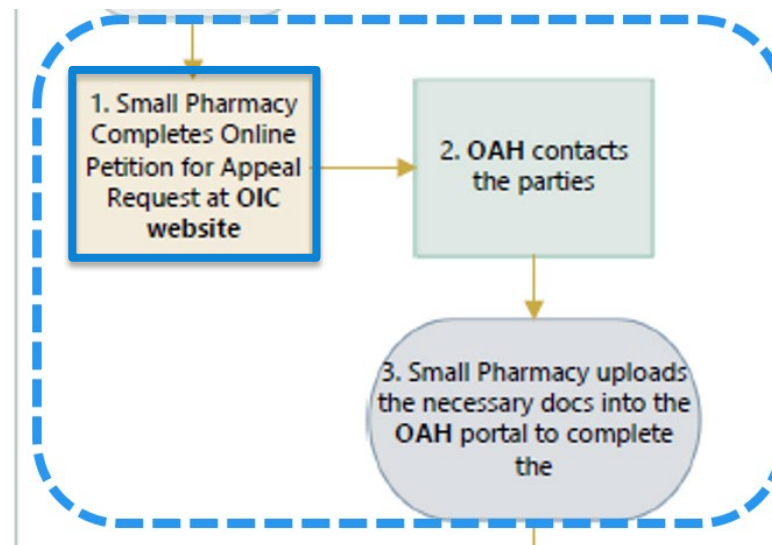 1. Small Pharmacy
Completes Online
Petition for Appeal
Request at OIC
website
2. OAH contacts
the parties
3. Small Pharmacy uploads
the necessary docs into the
OAH portal to complete
the